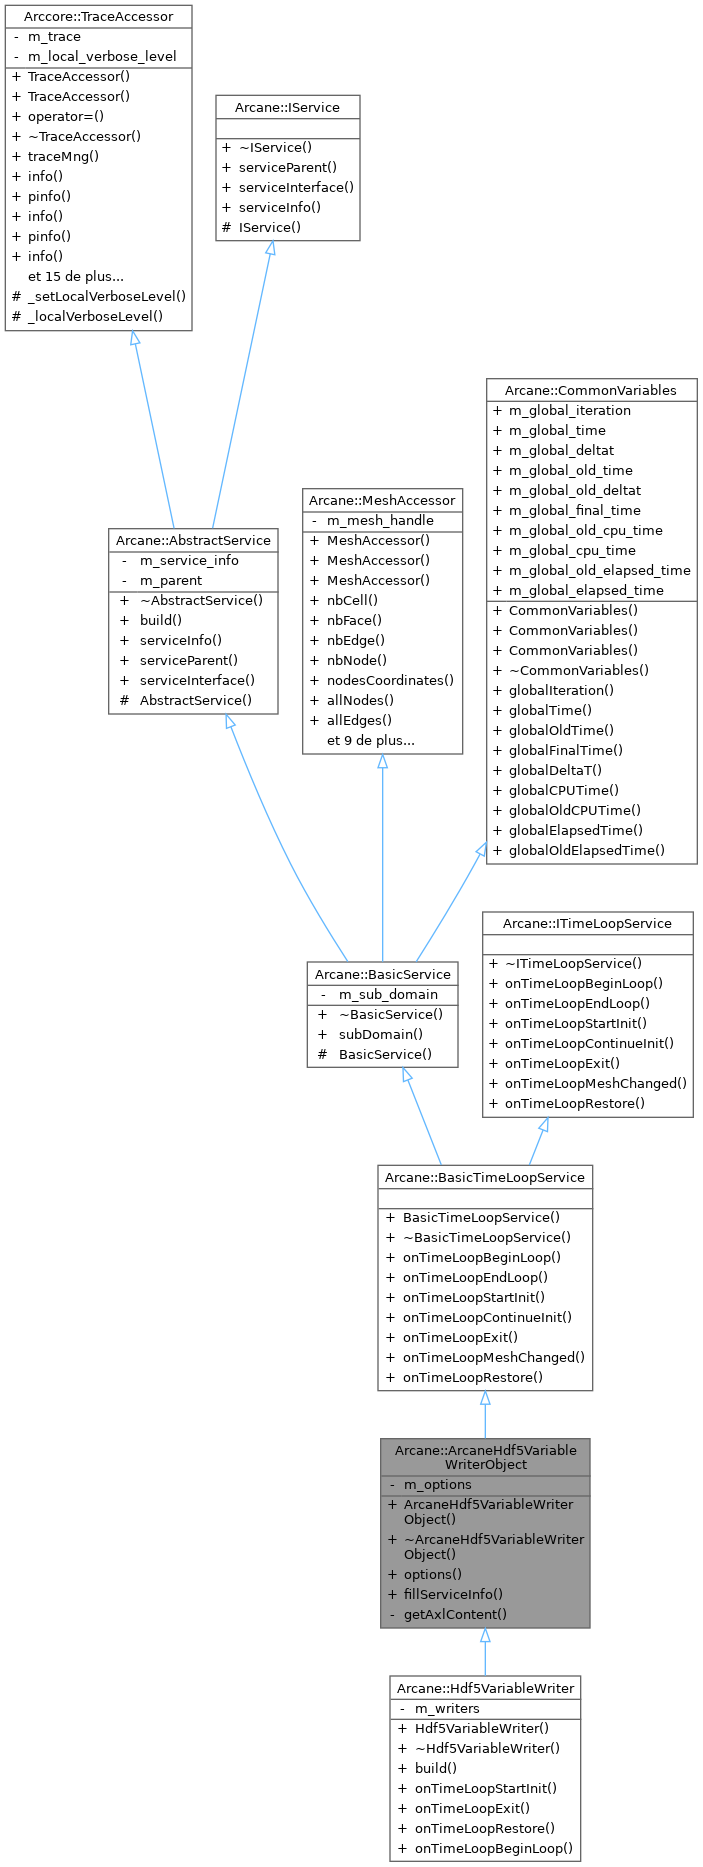 Arccore::TraceAccessor
- m_trace
- m_local_verbose_level
+ TraceAccessor()
+ TraceAccessor()
+ operator=()
+ ~TraceAccessor()
+ traceMng()
+ info()
+ pinfo()
+ info()
+ pinfo()
+ info()
et 15 de plus...
# _setLocalVerboseLevel()
# _localVerboseLevel()
Arcane::IService
+ ~IService()
+ serviceParent()
+ serviceInterface()
+ serviceInfo()
# IService()
Arcane::CommonVariables
+ m_global_iteration
+ m_global_time
+ m_global_deltat
+ m_global_old_time
+ m_global_old_deltat
+ m_global_final_time
+ m_global_old_cpu_time
+ m_global_cpu_time
+ m_global_old_elapsed_time
+ m_global_elapsed_time
+ CommonVariables()
+ CommonVariables()
+ CommonVariables()
+ ~CommonVariables()
+ globalIteration()
+ globalTime()
+ globalOldTime()
+ globalFinalTime()
+ globalDeltaT()
+ globalCPUTime()
+ globalOldCPUTime()
+ globalElapsedTime()
+ globalOldElapsedTime()
Arcane::MeshAccessor
- m_mesh_handle
+ MeshAccessor()
+ MeshAccessor()
+ MeshAccessor()
+ nbCell()
+ nbFace()
+ nbEdge()
+ nbNode()
+ nodesCoordinates()
+ allNodes()
+ allEdges()
et 9 de plus...
Arcane::AbstractService
- m_service_info
- m_parent
+ ~AbstractService()
+ build()
+ serviceInfo()
+ serviceParent()
+ serviceInterface()
# AbstractService()
Arcane::ITimeLoopService
+ ~ITimeLoopService()
+ onTimeLoopBeginLoop()
+ onTimeLoopEndLoop()
+ onTimeLoopStartInit()
+ onTimeLoopContinueInit()
+ onTimeLoopExit()
+ onTimeLoopMeshChanged()
+ onTimeLoopRestore()
Arcane::BasicService
- m_sub_domain
+ ~BasicService()
+ subDomain()
# BasicService()
Arcane::BasicTimeLoopService
+ BasicTimeLoopService()
+ ~BasicTimeLoopService()
+ onTimeLoopBeginLoop()
+ onTimeLoopEndLoop()
+ onTimeLoopStartInit()
+ onTimeLoopContinueInit()
+ onTimeLoopExit()
+ onTimeLoopMeshChanged()
+ onTimeLoopRestore()
Arcane::ArcaneHdf5Variable
WriterObject
- m_options
+ ArcaneHdf5VariableWriter
Object()
+ ~ArcaneHdf5VariableWriter
Object()
+ options()
+ fillServiceInfo()
- getAxlContent()
Arcane::Hdf5VariableWriter
- m_writers
+ Hdf5VariableWriter()
+ ~Hdf5VariableWriter()
+ build()
+ onTimeLoopStartInit()
+ onTimeLoopExit()
+ onTimeLoopRestore()
+ onTimeLoopBeginLoop()